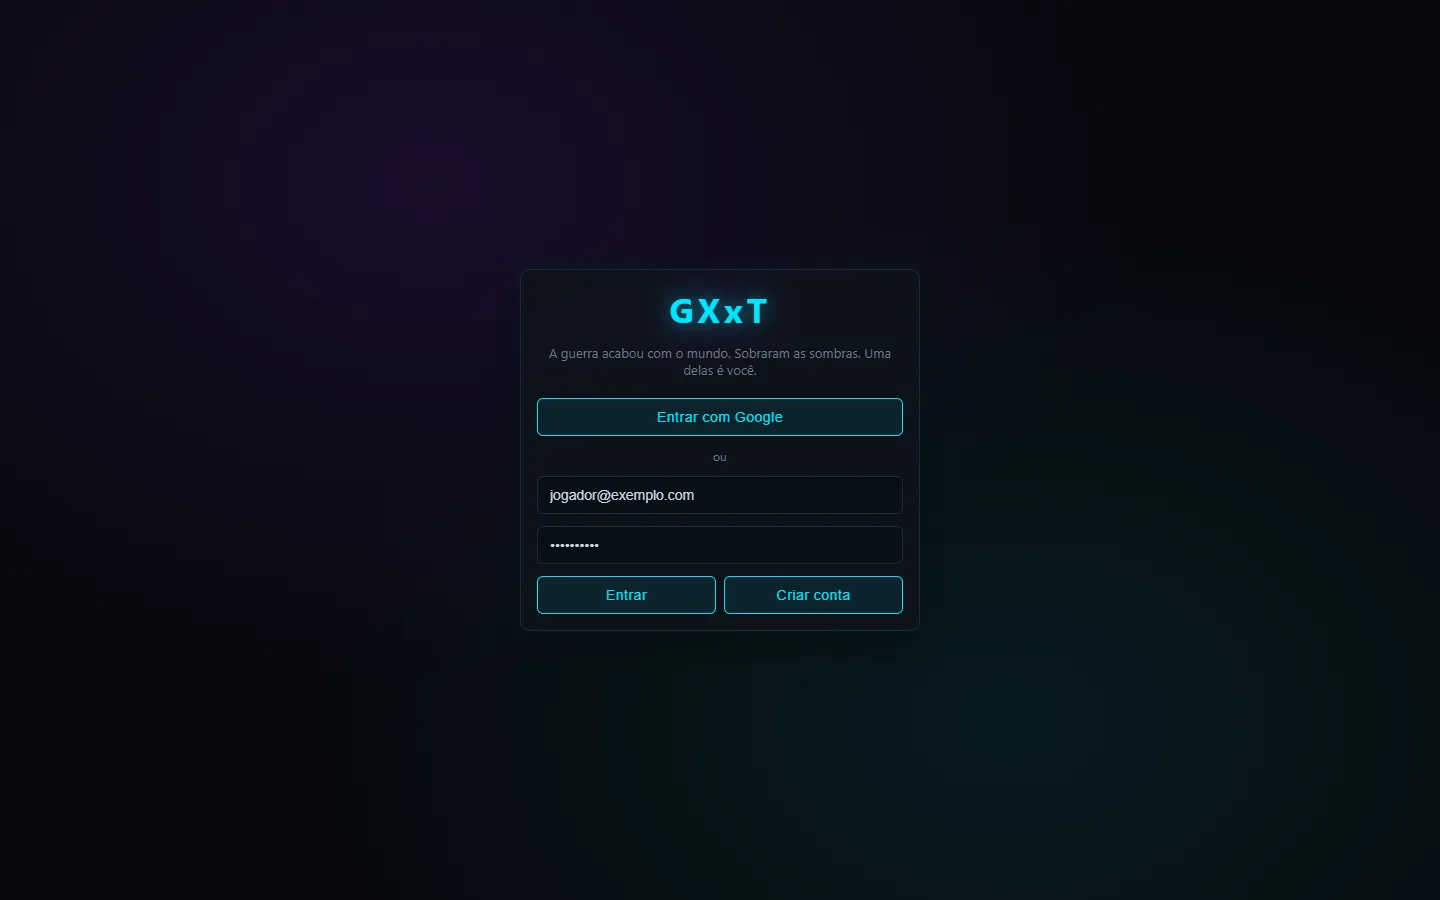 GXxT
A guerra acabou com o mundo. Sobraram as sombras. Uma
delas é você.
Entrar com Google
ou
jogador@exemplo.com
••••••••••
Entrar
Criar conta